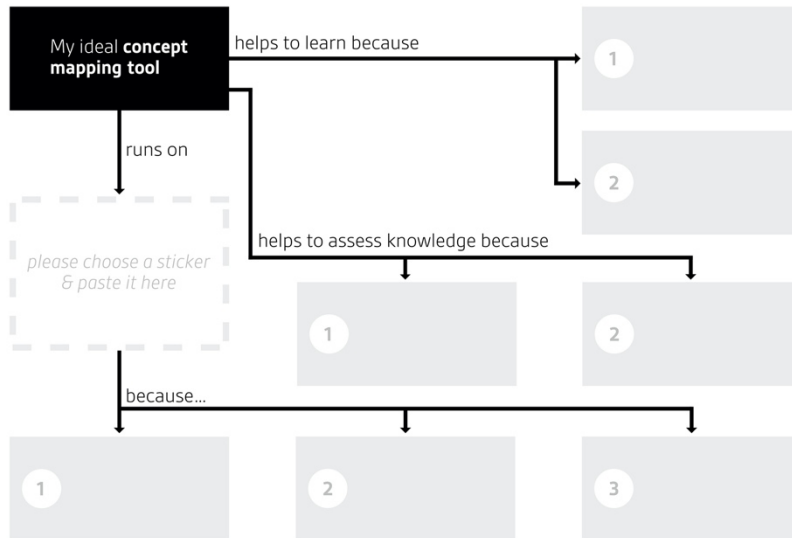 My ideal concept
mapping tool
helps to learn because
1
runs on
2
please choose a sticker
& paste it here
helps to assess knowledge because
1
2
because...
1
2
3